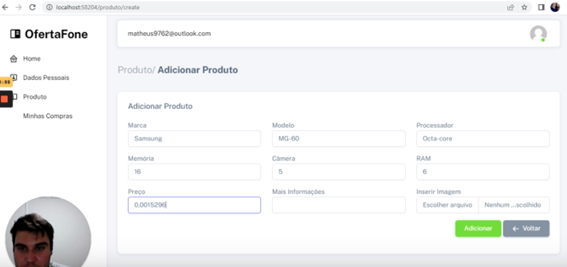 localhost:58204/produto/create
OfertaFone
matheus9762@outlook.com
Home
Dados Pessoais
Produto
Minhas Compras
Produto/ Adicionar Produto
Adicionar Produto
Marca
Modelo
Processador
Samsung
MG-60
Octa-core
Memória
Câmera
RAM
16
5
6
Preço
Mais Informações
Inserir Imagem
0,0015296
Escolher arquivo
Nenhum ...scolhido
Adicionar
Voltar